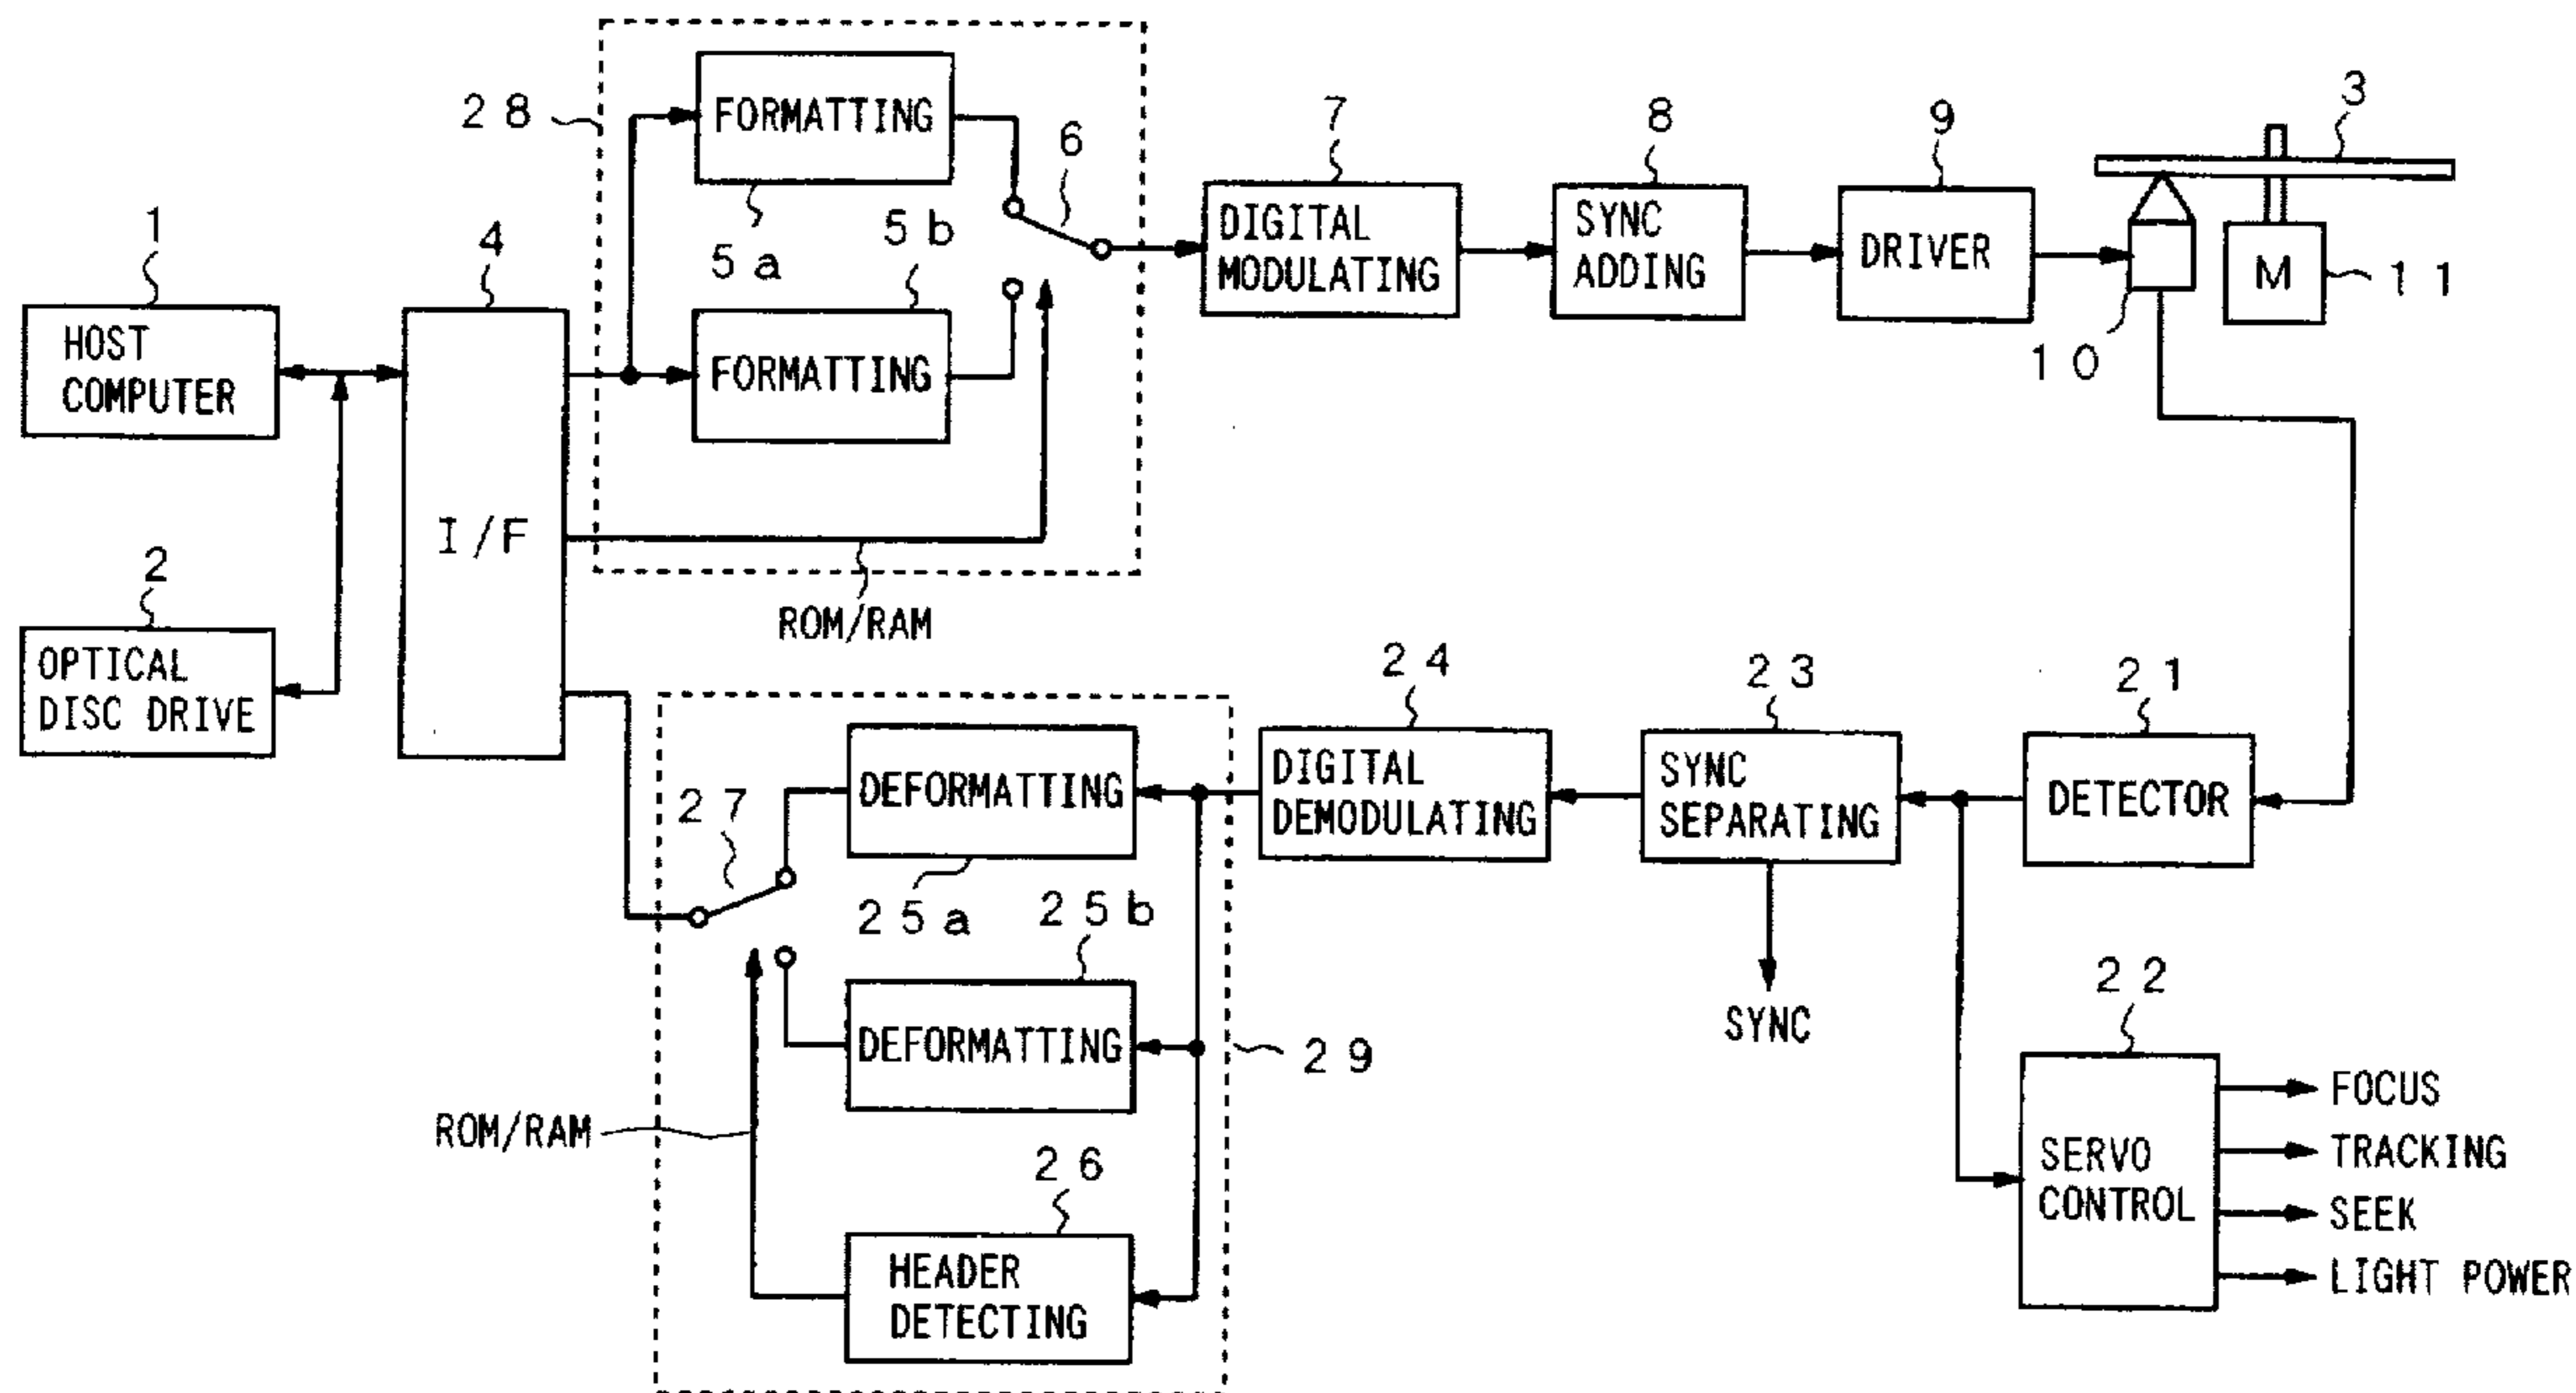 28
FORMATTING
5a
5b
FORMATTING
6
ROM/RAM
1
HOST
COMPUTER
2
OPTICAL
DISC DRIVE
4
I/F
7
DIGITAL
MODULATING
8
SYNC
ADDING
9
DRIVER
3
M
11
10
24
DIGITAL
DEMODULATING
23
SYNC
SEPARATING
SYNC
21
DETECTOR
22
SERVO
CONTROL
FOCUS
TRACKING
SEEK
LIGHT POWER
27
DEFORMATTING
25a
25b
DEFORMATTING
29
ROM/RAM
26
HEADER
DETECTING